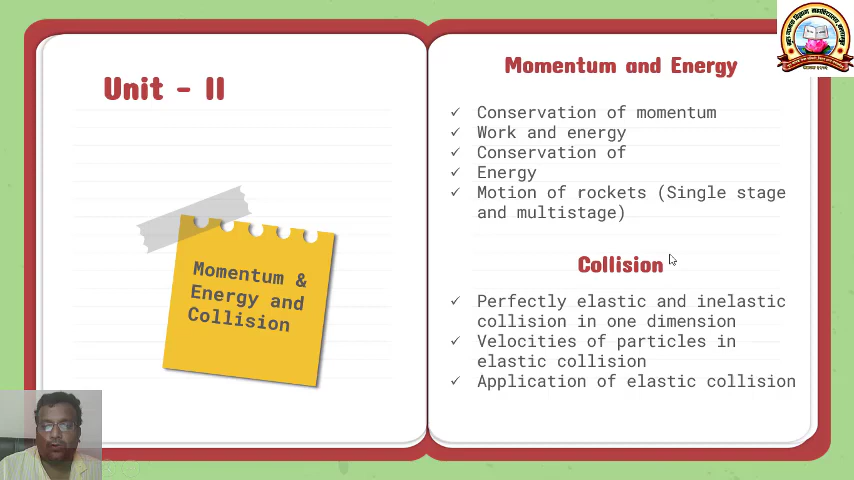 Unit - II
Momentum &
Energy and
Collision
Momentum and Energy
✓ Conservation of momentum
✓ Work and energy
✓ Conservation of
✓ Energy
✓ Motion of rockets (Single stage
and multistage)
Collision
✓ Perfectly elastic and inelastic
collision in one dimension
✓ Velocities of particles in
elastic collision
✓ Application of elastic collision